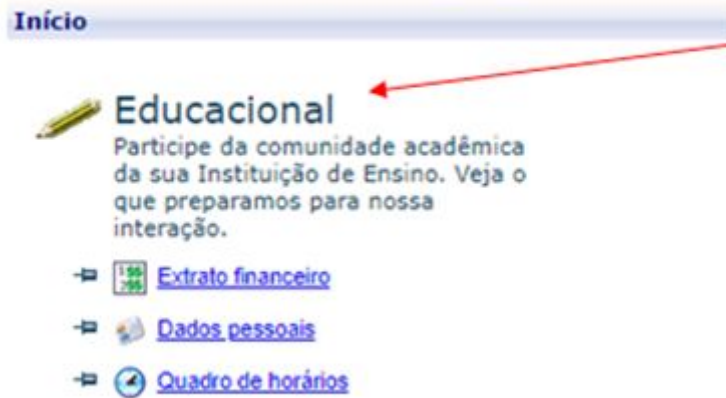 Início
Educacional
Participe da comunidade acadêmica
da sua Instituição de Ensino. Veja o
que preparamos para nossa
interação.
Extrato financeiro
Dados pessoais
Quadro de horários